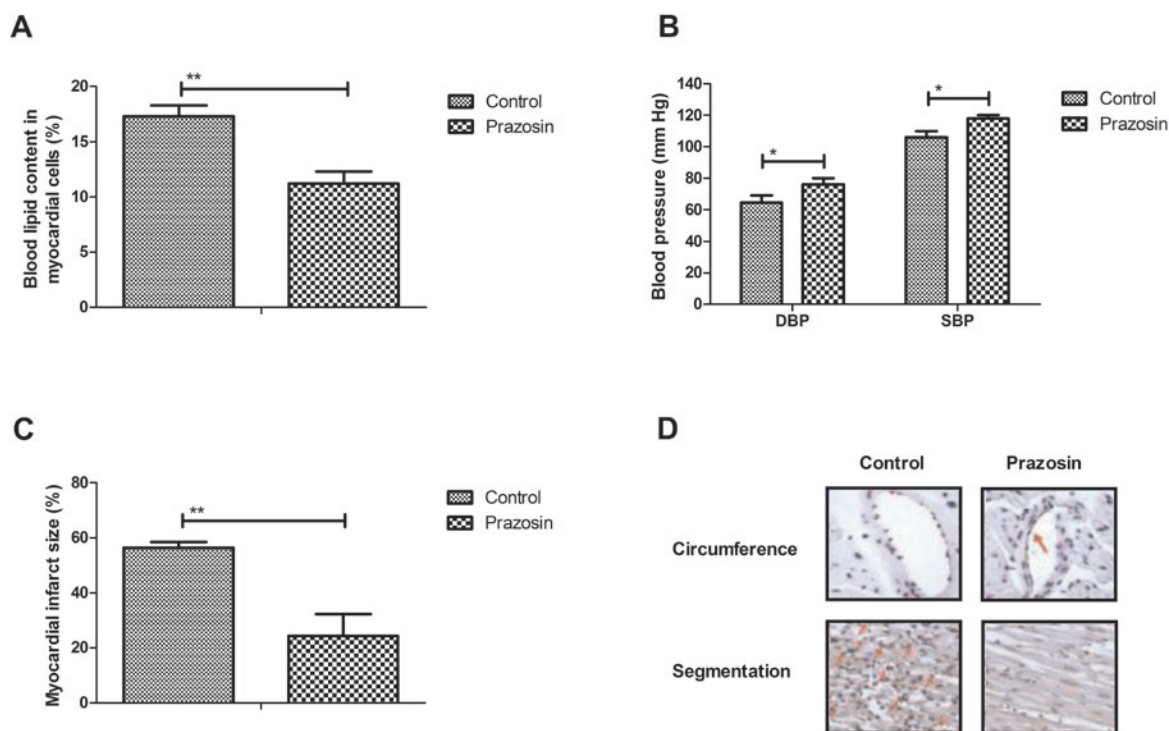 A
Blood lipid content in
myocardial cells (%)
20
15
10
5
0
**
Control
Prazosin
B
Blood pressure (mm Hg)
140
120
100
80
60
40
20
0
*
*
DBP
SBP
Control
Prazosin
C
Myocardial infarct size (%)
80
60
40
20
0
**
Control
Prazosin
D
Control
Prazosin
Circumference
Segmentation